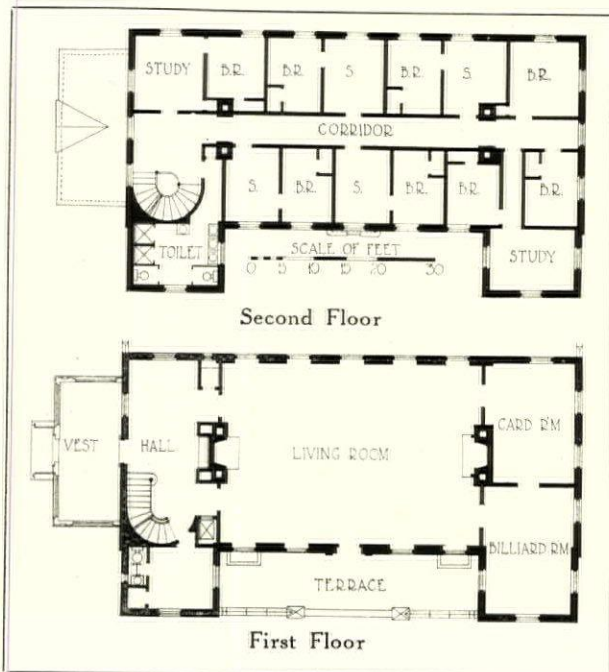 STUDY B.R. B.R. S. B.R. S. B.R.
CORRIDOR
S. B.R. S. B.R. B.R. B.R.
TOILET
STUDY
SCALE OF FEET
0 5 10 15 20 30
Second Floor
VEST. HALL LIVING ROOM CARD R'M
BILLIARD RM
TERRACE
First Floor